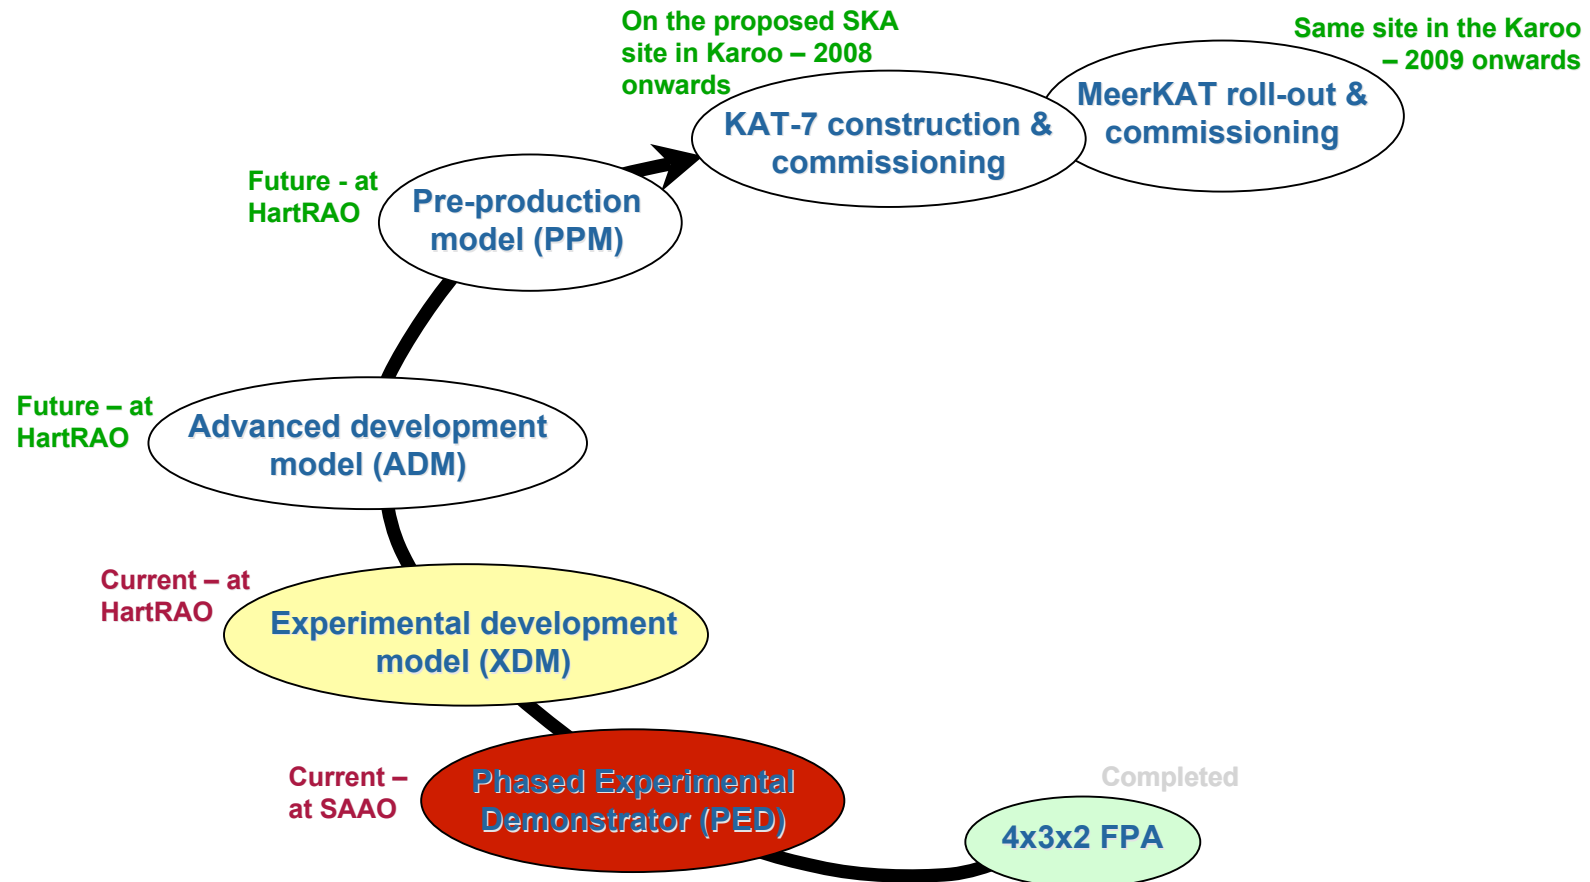 On the proposed SKA
site in Karoo – 2008
onwards
Same site in the Karoo
– 2009 onwards
MeerKAT roll-out &
commissioning
KAT-7 construction &
commissioning
Future - at
HartRAO
Pre-production
model (PPM)
Future – at
HartRAO
Advanced development
model (ADM)
Current – at
HartRAO
Experimental development
model (XDM)
Current –
at SAAO
Phased Experimental
Demonstrator (PED)
Completed
4x3x2 FPA